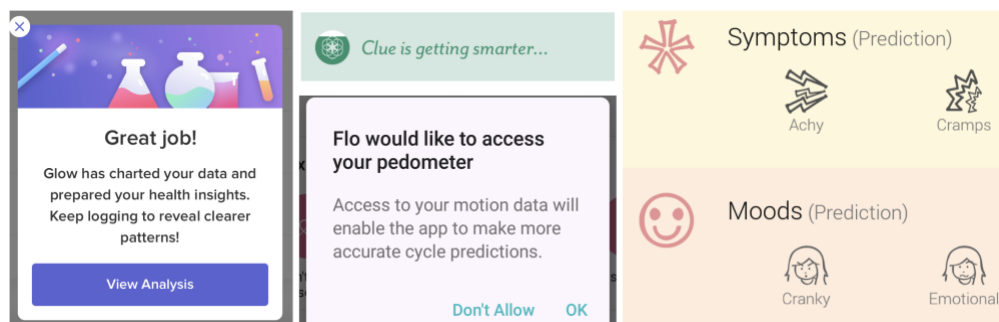 Great job!
Glow has charted your data and
prepared your health insights.
Keep logging to reveal clearer
patterns!
View Analysis
Clue is getting smarter...
Flo would like to access
your pedometer
Access to your motion data will
enable the app to make more
accurate cycle predictions.
Don't Allow OK
Symptoms (Prediction)
Achy Cramps
Moods (Prediction)
Cranky Emotional